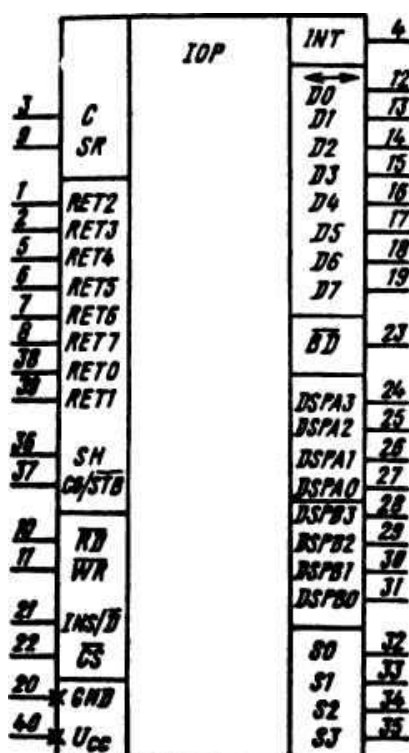 IOP
3 C
9 SR
1 RET2
2 RET3
5 RET4
6 RET5
7 RET6
8 RET7
38 RET0
39 RET1
36 SH
37 CO/STB
10 RD
11 WR
21 INS/D
22 CS
20 GND
40 Ucc
INT 4
D0 12
D1 13
D2 14
D3 15
D4 16
D5 17
D6 18
D7 19
BD 23
DSPA3 24
DSPA2 25
DSPA1 26
DSPA0 27
DSPB3 28
DSPB2 29
DSPB1 30
DSPB0 31
S0 32
S1 33
S2 34
S3 35